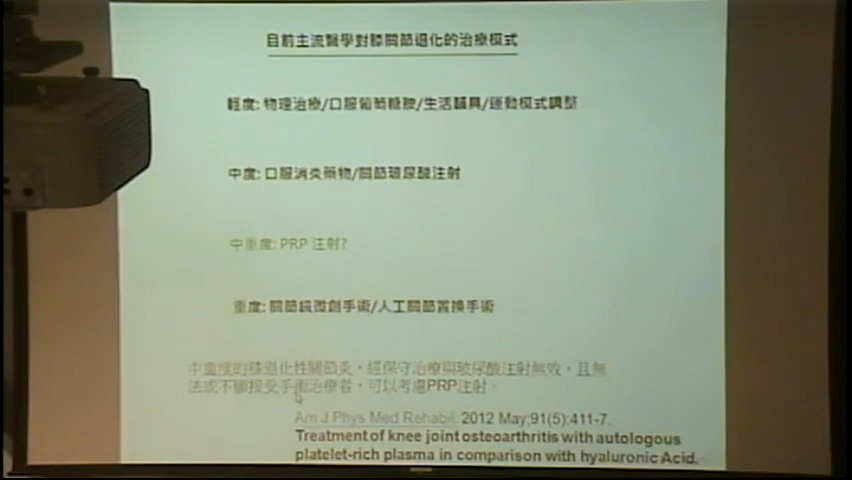 目前主流醫學對膝關節退化的治療模式
輕度: 物理治療/口服葡萄糖胺/生活輔具/運動模式調整
中度: 口服消炎藥物/關節玻尿酸注射
中重度: PRP 注射?
重度: 關節鏡微創手術/人工關節置換手術
中重度的膝退化性關節炎，經保守治療與玻尿酸注射無效，且無
法或不願接受手術治療者，可以考慮PRP注射。
Am J Phys Med Rehabil. 2012 May;91(5):411-7.
Treatment of knee joint osteoarthritis with autologous
platelet-rich plasma in comparison with hyaluronic Acid.